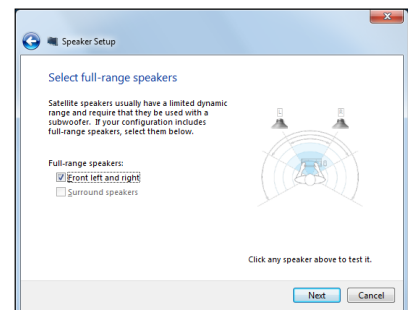 Speaker Setup
Select full-range speakers
Satellite speakers usually have a limited dynamic
range and require that they be used with a
subwoofer. If your configuration includes
full-range speakers, select them below.
Full-range speakers:
Front left and right
Surround speakers
L R
Click any speaker above to test it.
Next Cancel